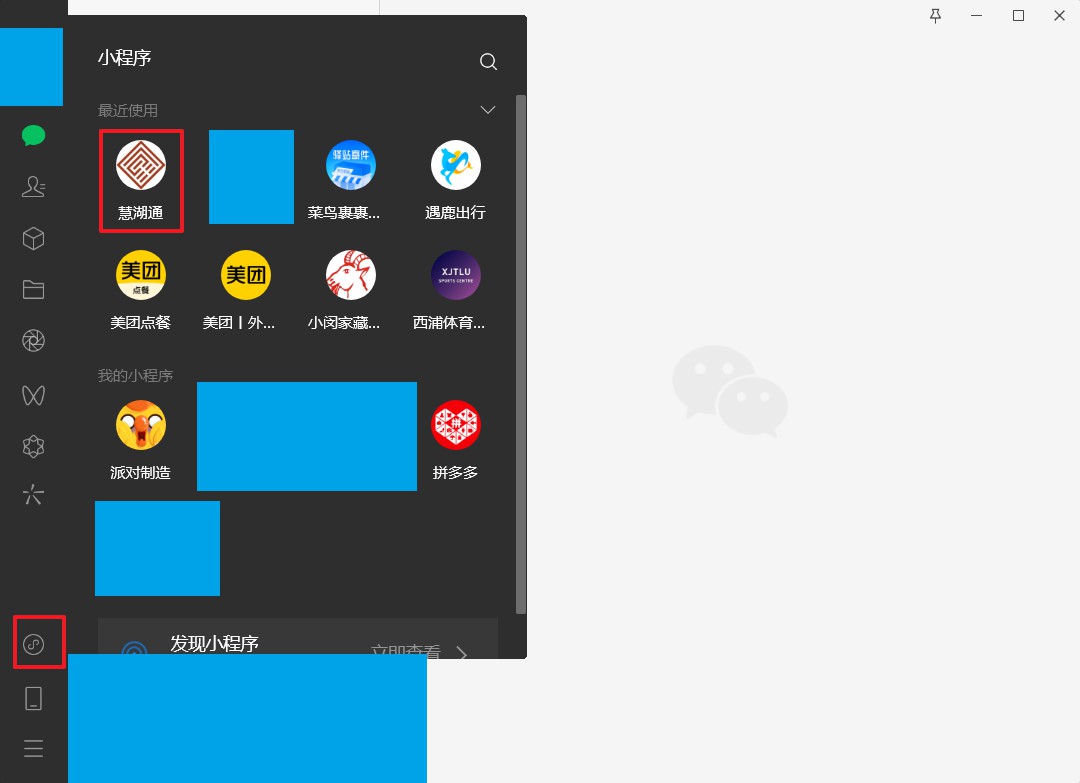 小程序
最近使用
驿站寄件
慧湖通
菜鸟裹裹...
遇鹿出行
美团
点餐
美团
XJTLU
SPORTS CENTRE
美团点餐
美团丨外...
小闵家藏...
西浦体育...
我的小程序
拼
派对制造
拼多多
发现小程序
立即查看